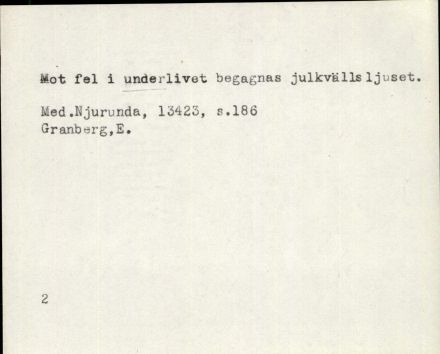 Mot fel i underlivet begagnas julkvällsljuset.
Med.Njurunda, 13423, s.186
Granberg,E.
2